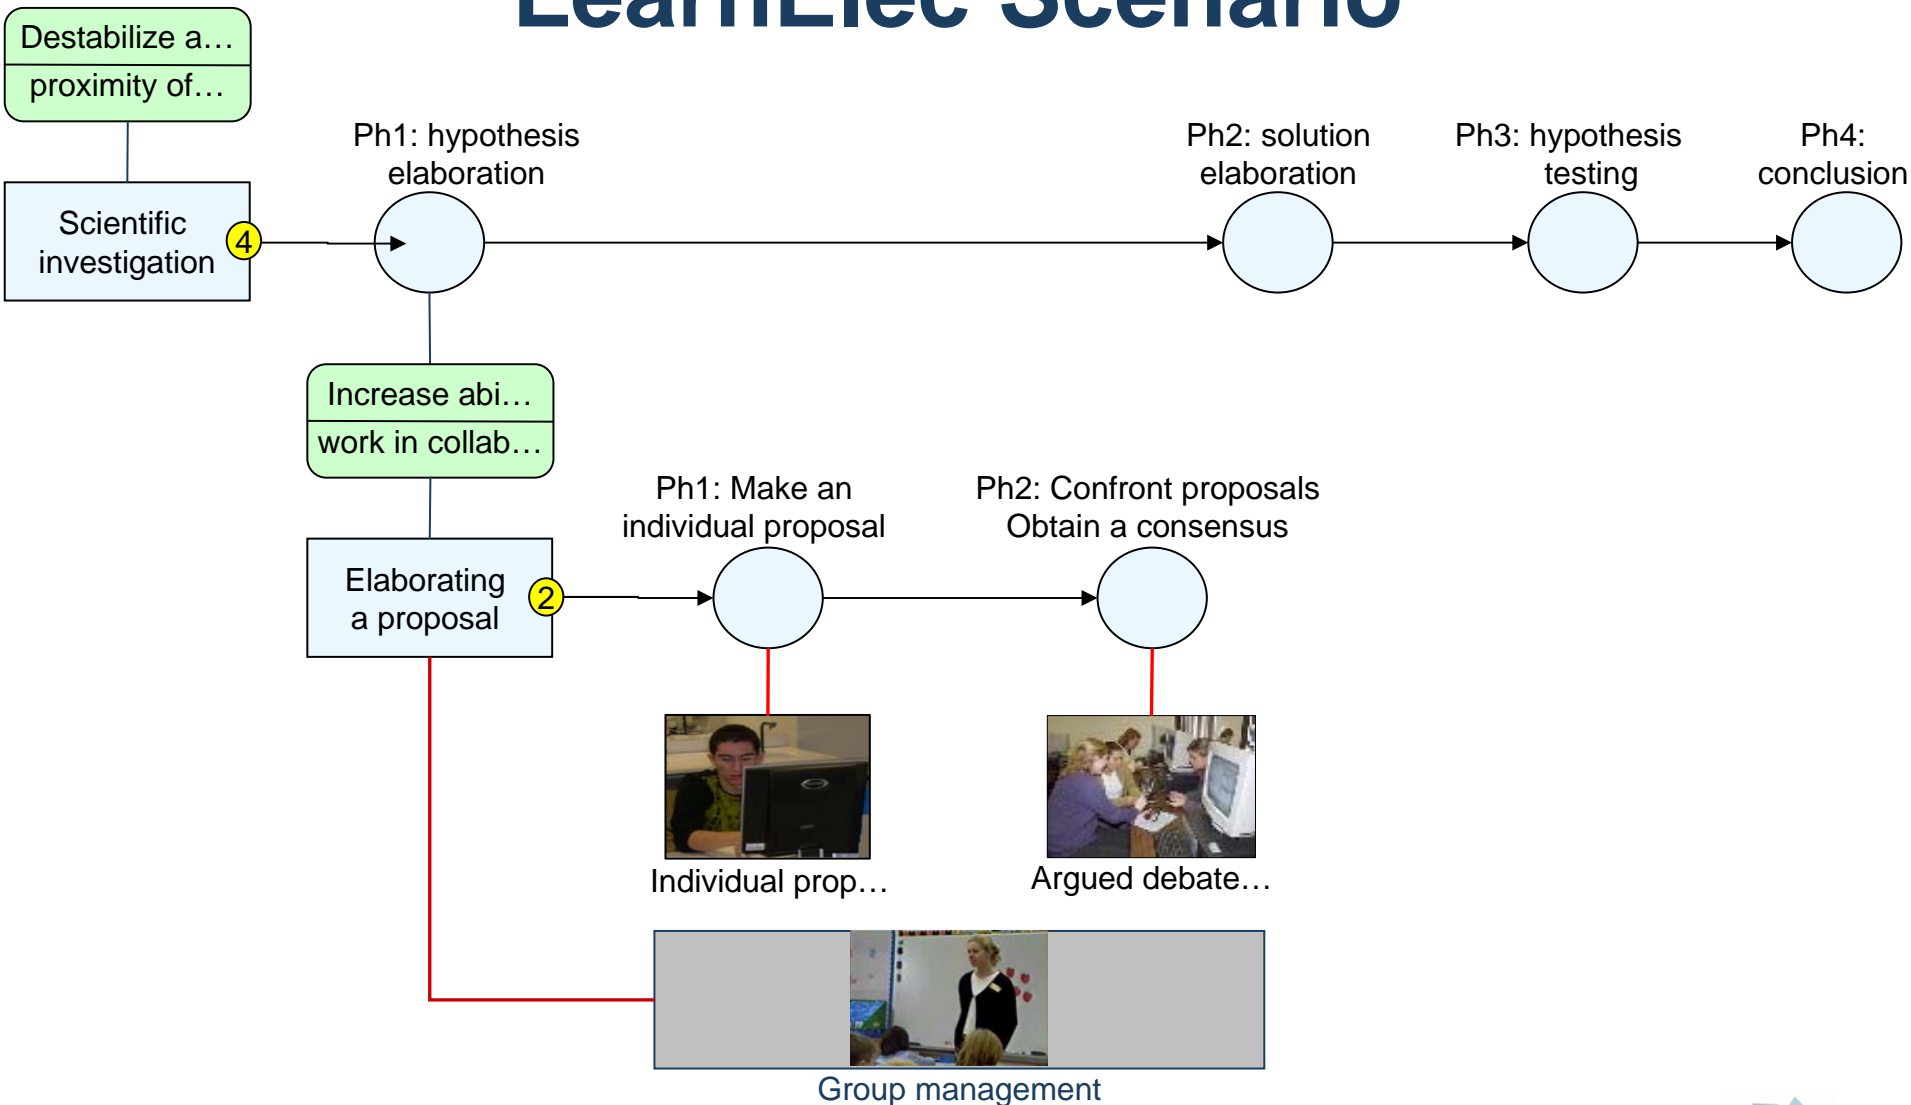 LearnElec Scenario
Destabilize a…
proximity of…
Ph1: hypothesis
elaboration
Ph2: solution
elaboration
Ph3: hypothesis
testing
Ph4:
conclusion
Scientific
investigation
4
Increase abi…
work in collab…
Ph1: Make an
individual proposal
Ph2: Confront proposals
Obtain a consensus
Elaborating
a proposal
2
Individual prop…
Argued debate…
Group management